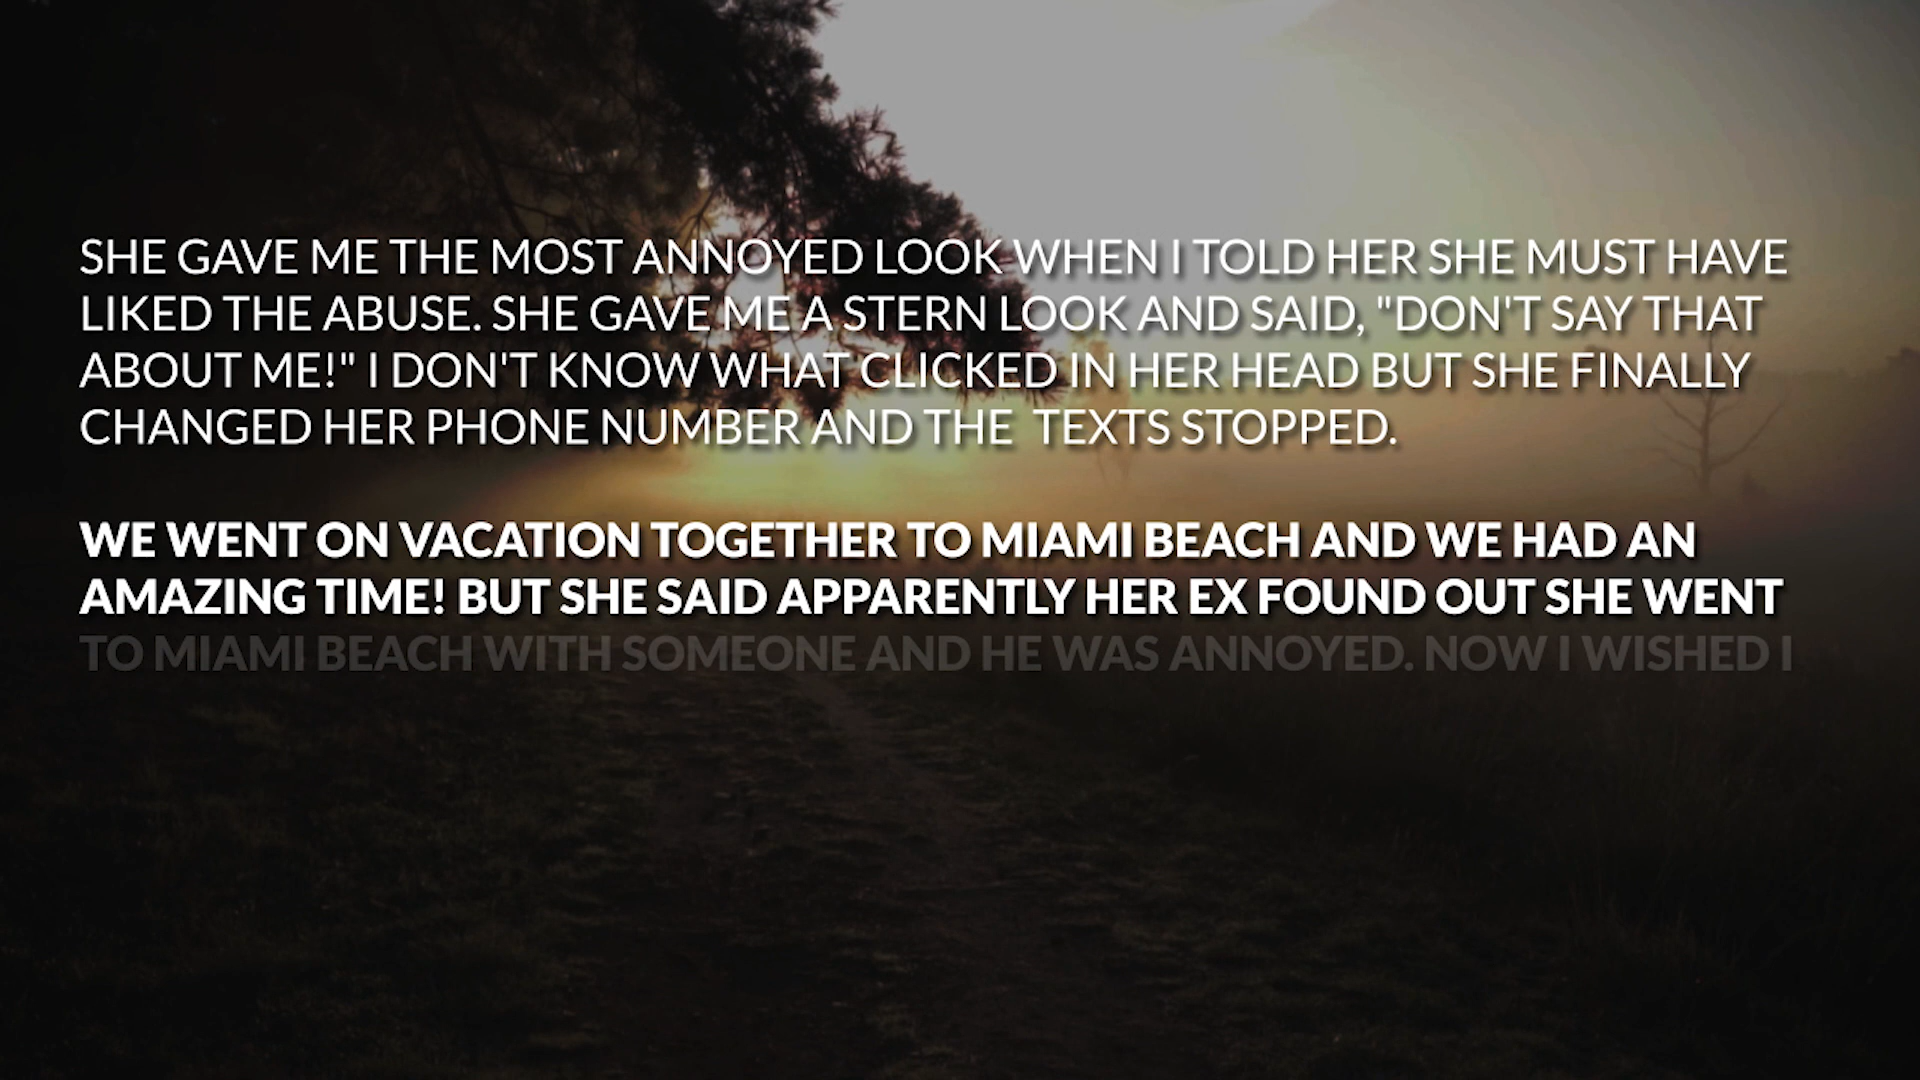 SHE GAVE ME THE MOST ANNOYED LOOK WHEN I TOLD HER SHE MUST HAVE
LIKED THE ABUSE. SHE GAVE ME A STERN LOOK AND SAID, "DON'T SAY THAT
ABOUT ME!" I DON'T KNOW WHAT CLICKED IN HER HEAD BUT SHE FINALLY
CHANGED HER PHONE NUMBER AND THE  TEXTS STOPPED.
WE WENT ON VACATION TOGETHER TO MIAMI BEACH AND WE HAD AN
AMAZING TIME! BUT SHE SAID APPARENTLY HER EX FOUND OUT SHE WENT
TO MIAMI BEACH WITH SOMEONE AND HE WAS ANNOYED. NOW I WISHED I